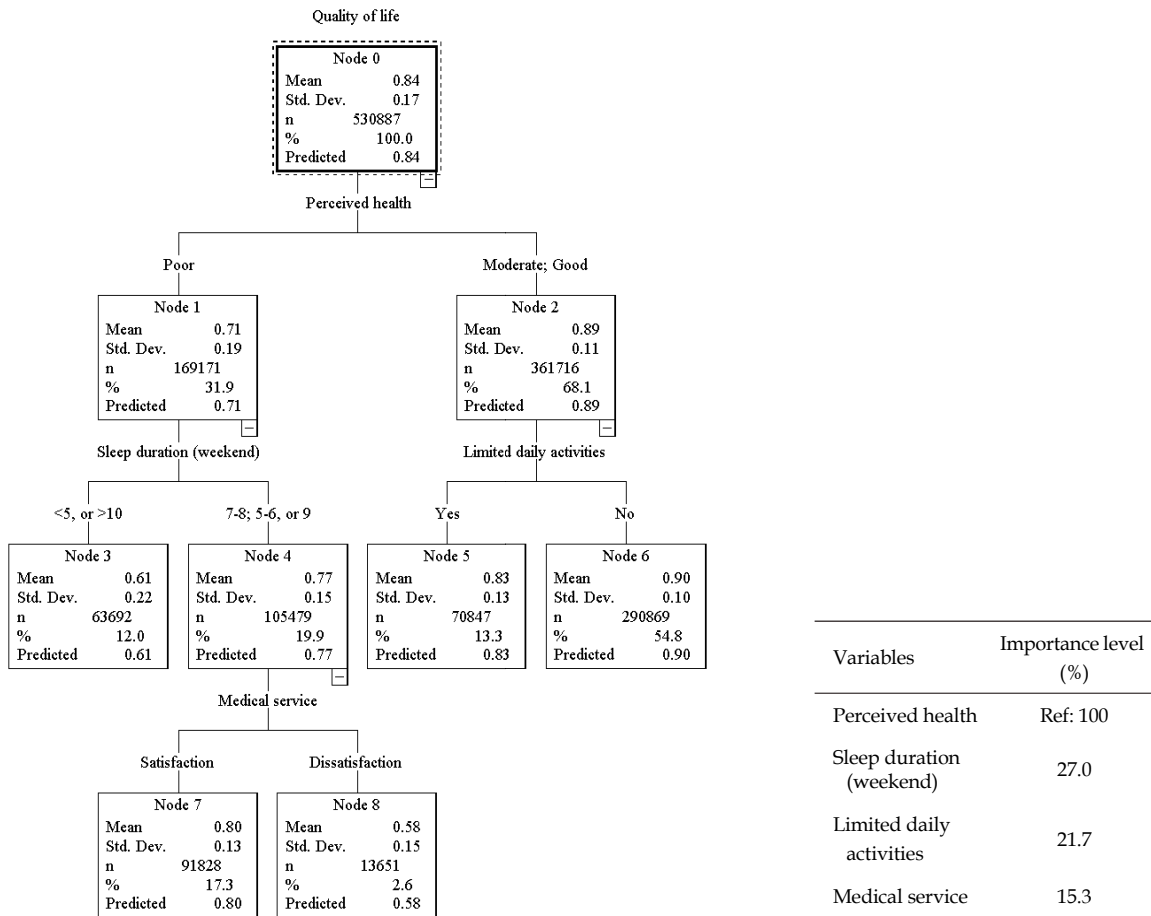 Quality of life
Node 0
Mean 0.84
Std. Dev. 0.17
n 530887
% 100.0
Predicted 0.84
Perceived health
Poor
Moderate; Good
Node 1
Mean 0.71
Std. Dev. 0.19
n 169171
% 31.9
Predicted 0.71
Node 2
Mean 0.89
Std. Dev. 0.11
n 361716
% 68.1
Predicted 0.89
Sleep duration (weekend)
Limited daily activities
<5, or >10
7-8; 5-6, or 9
Yes
No
Node 3
Mean 0.61
Std. Dev. 0.22
n 63692
% 12.0
Predicted 0.61
Node 4
Mean 0.77
Std. Dev. 0.15
n 105479
% 19.9
Predicted 0.77
Node 5
Mean 0.83
Std. Dev. 0.13
n 70847
% 13.3
Predicted 0.83
Node 6
Mean 0.90
Std. Dev. 0.10
n 290869
% 54.8
Predicted 0.90
Medical service
Satisfaction
Dissatisfaction
Node 7
Mean 0.80
Std. Dev. 0.13
n 91828
% 17.3
Predicted 0.80
Node 8
Mean 0.58
Std. Dev. 0.15
n 13651
% 2.6
Predicted 0.58
Variables Importance level
(%)
Perceived health Ref: 100
Sleep duration
(weekend) 27.0
Limited daily
activities 21.7
Medical service 15.3